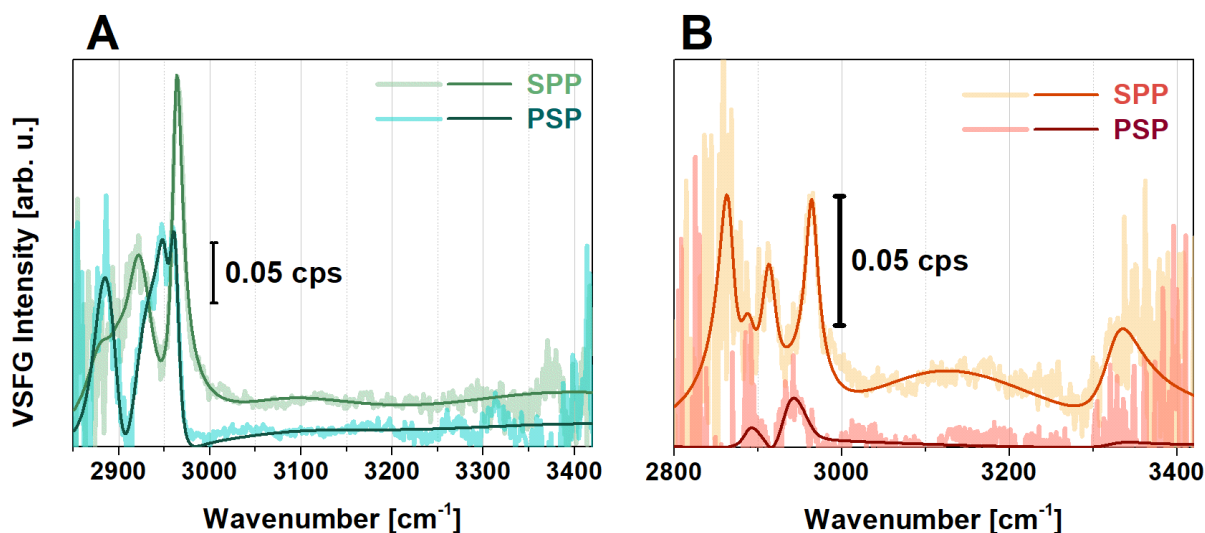 A
B
SPP
PSP
SPP
PSP
0.05 cps
0.05 cps
VSFG Intensity [arb. u.]
2900 3000 3100 3200 3300 3400
2800 3000 3200 3400
Wavenumber [cm⁻¹]
Wavenumber [cm⁻¹]